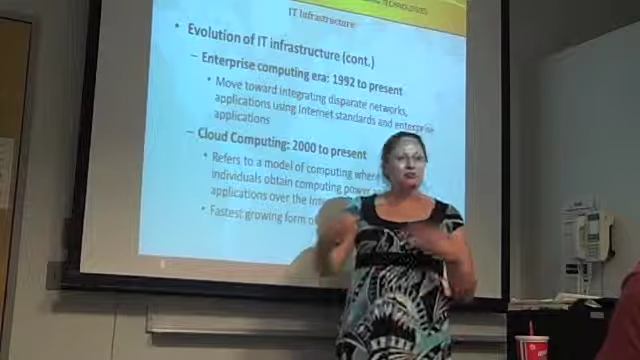 TECHNOLOGIES
IT Infrastructure
• Evolution of IT infrastructure (cont.)
– Enterprise computing era: 1992 to present
• Move toward integrating disparate networks,
applications using Internet standards and enterprise
applications
– Cloud Computing: 2000 to present
• Refers to a model of computing where
individuals obtain computing power
applications over the
• Fastest growing form